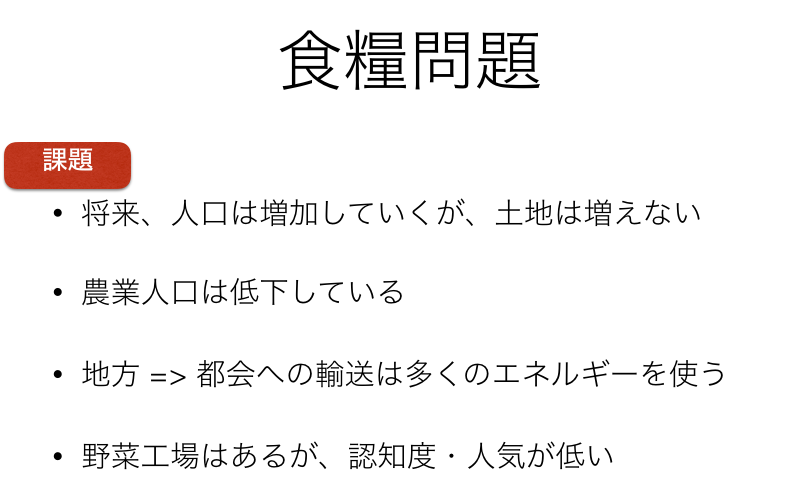 食糧問題
課題
• 将来、人口は増加していくが、土地は増えない
• 農業人口は低下している
• 地方 => 都会への輸送は多くのエネルギーを使う
• 野菜工場はあるが、認知度・人気が低い